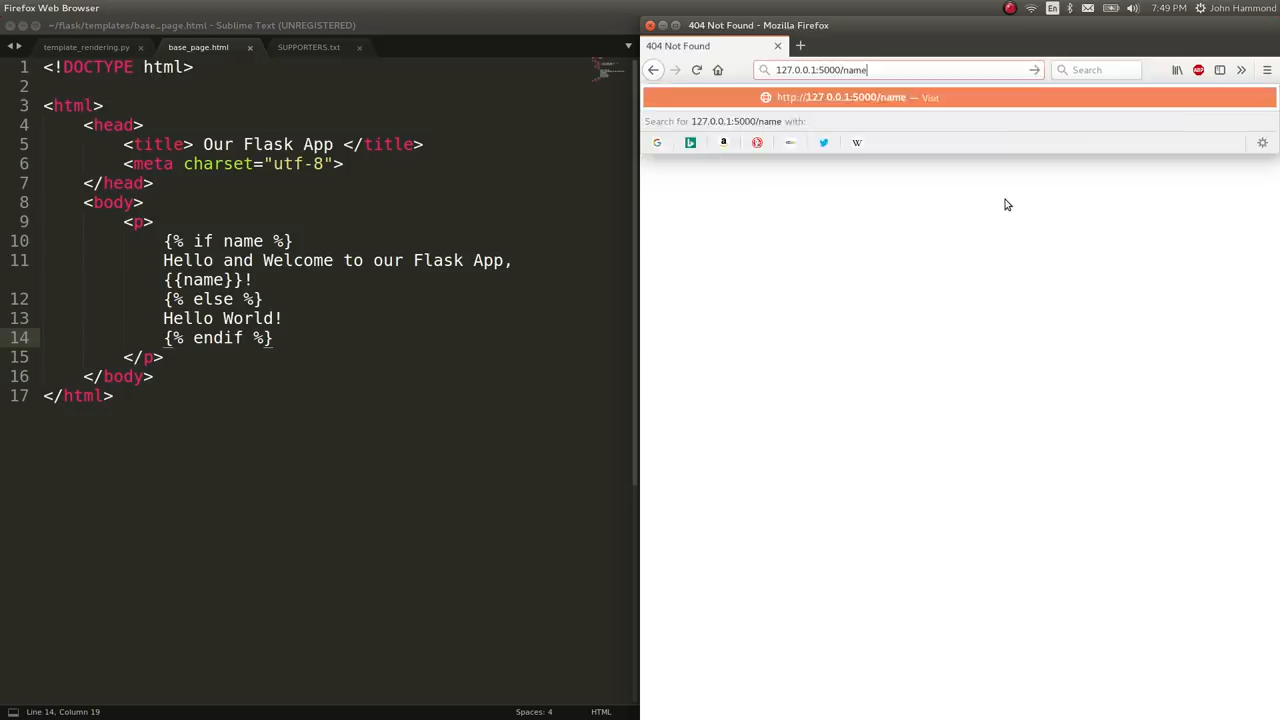 Firefox Web Browser
En
7:49 PM
John Hammond
~/flask/templates/base_page.html - Sublime Text (UNREGISTERED)
template_rendering.py
base_page.html
SUPPORTERS.txt
1 <!DOCTYPE html>
2
3 <html>
4 <head>
5 <title> Our Flask App </title>
6 <meta charset="utf-8">
7 </head>
8 <body>
9 <p>
10 {% if name %}
11 Hello and Welcome to our Flask App,
{{name}}!
12 {% else %}
13 Hello World!
14 {% endif %}
15 </p>
16 </body>
17 </html>
Line 14, Column 19
Spaces: 4
HTML
404 Not Found - Mozilla Firefox
404 Not Found
127.0.0.1:5000/name
Search
ABP
http://127.0.0.1:5000/name — Visit
Search for 127.0.0.1:5000/name with:
G
b
a
W